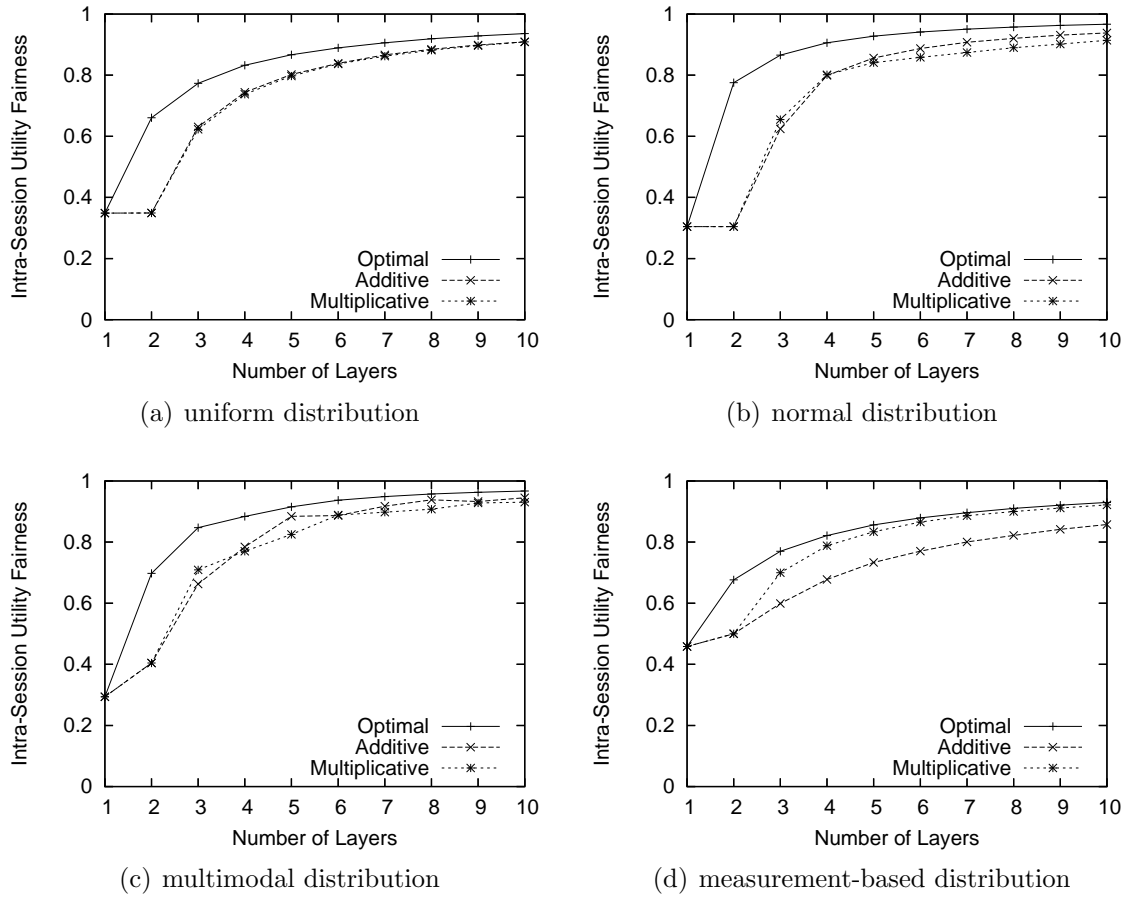 1
0.8
0.6
0.4
0.2
0
Intra-Session Utility Fairness
Optimal
Additive
Multiplicative
1 2 3 4 5 6 7 8 9 10
Number of Layers
(a) uniform distribution
1
0.8
0.6
0.4
0.2
0
Intra-Session Utility Fairness
Optimal
Additive
Multiplicative
1 2 3 4 5 6 7 8 9 10
Number of Layers
(b) normal distribution
1
0.8
0.6
0.4
0.2
0
Intra-Session Utility Fairness
Optimal
Additive
Multiplicative
1 2 3 4 5 6 7 8 9 10
Number of Layers
(c) multimodal distribution
1
0.8
0.6
0.4
0.2
0
Intra-Session Utility Fairness
Optimal
Additive
Multiplicative
1 2 3 4 5 6 7 8 9 10
Number of Layers
(d) measurement-based distribution